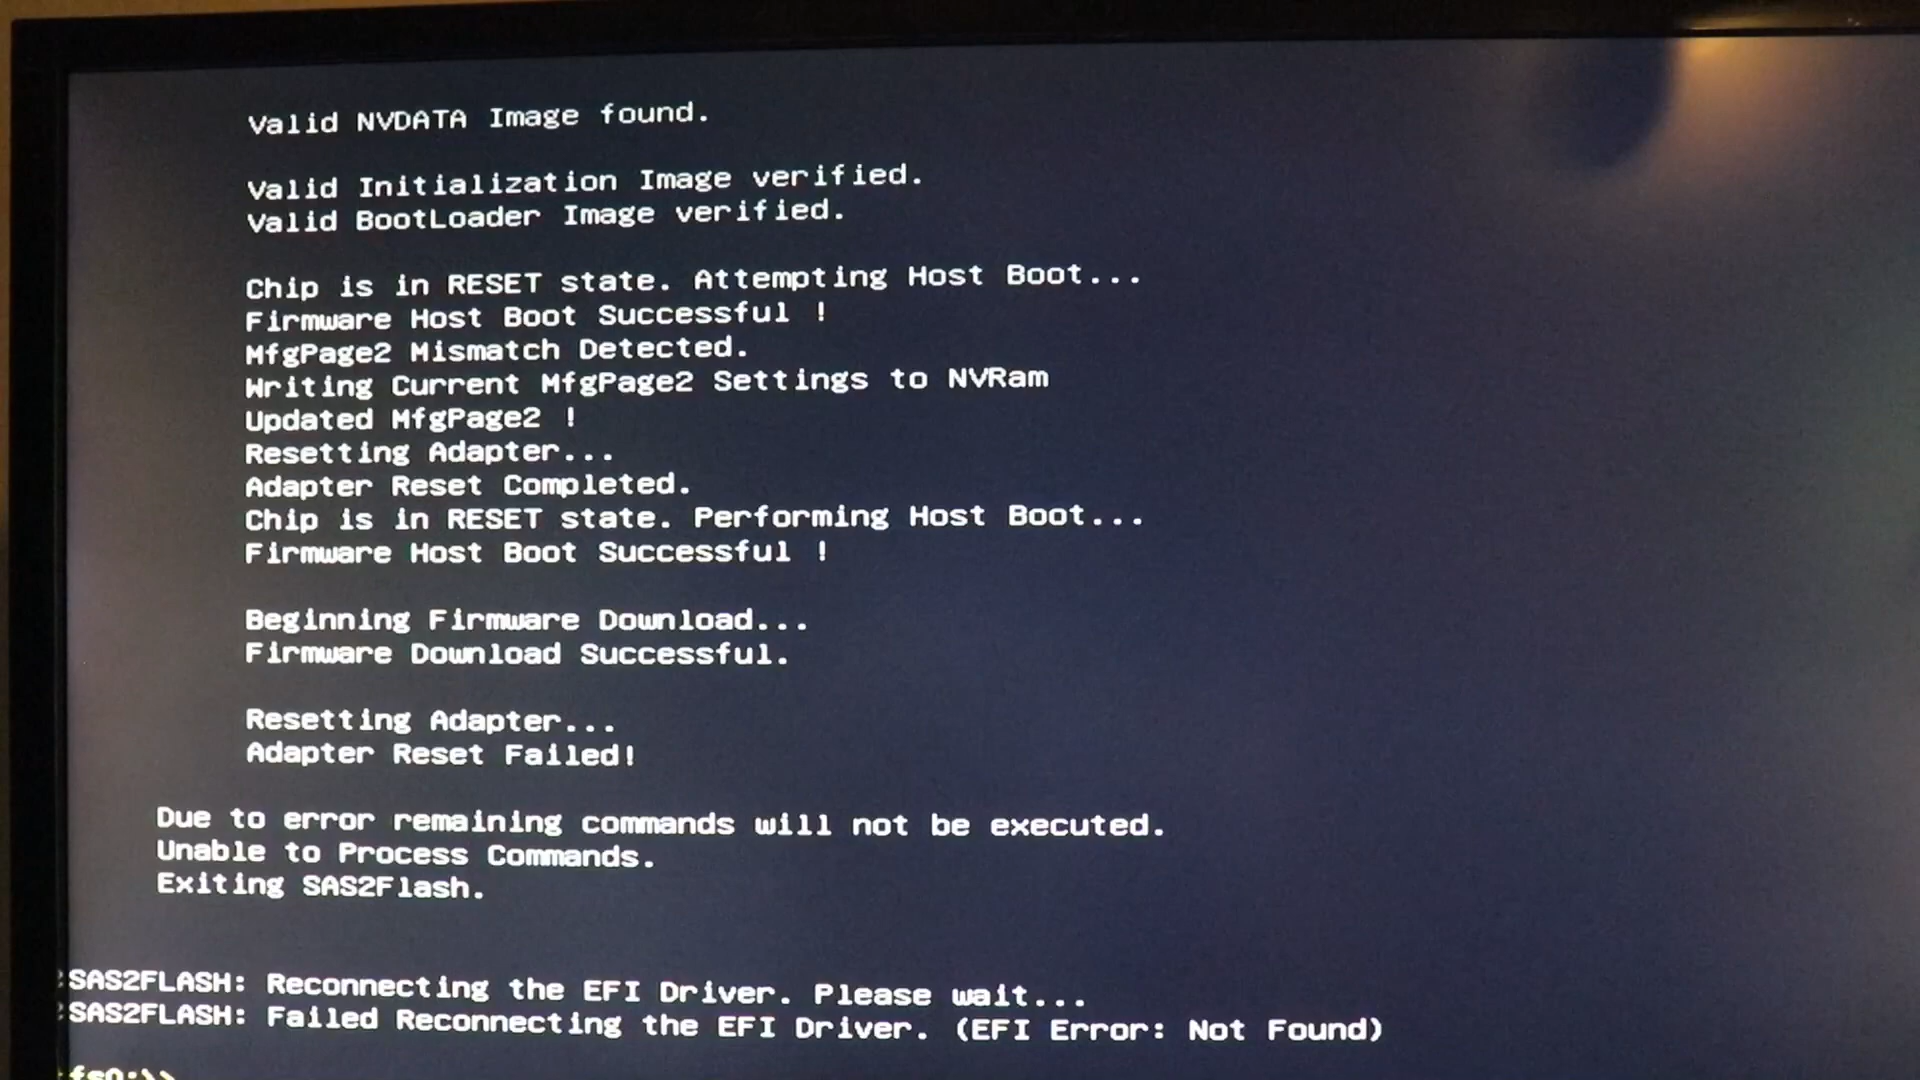 Valid NVDATA Image found.
Valid Initialization Image verified.
Valid BootLoader Image verified.
Chip is in RESET state. Attempting Host Boot...
Firmware Host Boot Successful !
MfgPage2 Mismatch Detected.
Writing Current MfgPage2 Settings to NVRam
Updated MfgPage2 !
Resetting Adapter...
Adapter Reset Completed.
Chip is in RESET state. Performing Host Boot...
Firmware Host Boot Successful !
Beginning Firmware Download...
Firmware Download Successful.
Resetting Adapter...
Adapter Reset Failed!
Due to error remaining commands will not be executed.
Unable to Process Commands.
Exiting SAS2Flash.
SAS2FLASH: Reconnecting the EFI Driver. Please wait...
SAS2FLASH: Failed Reconnecting the EFI Driver. (EFI Error: Not Found)